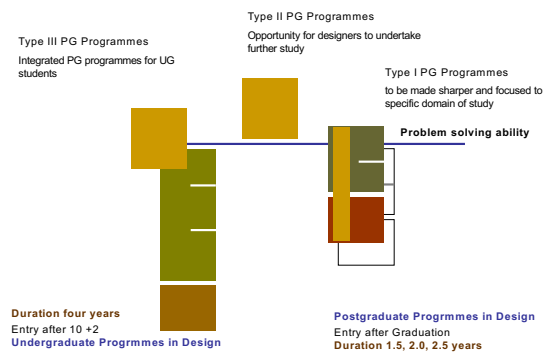 Type II PG Programmes
Opportunity for designers to undertake
further study
Type III PG Programmes
Integrated PG programmes for UG
students
Type I PG Programmes
to be made sharper and focused to
specific domain of study
Problem solving ability
Duration four years
Entry after 10 +2
Undergraduate Progrmmes in Design
Postgraduate Progrmmes in Design
Entry after Graduation
Duration 1.5, 2.0, 2.5 years